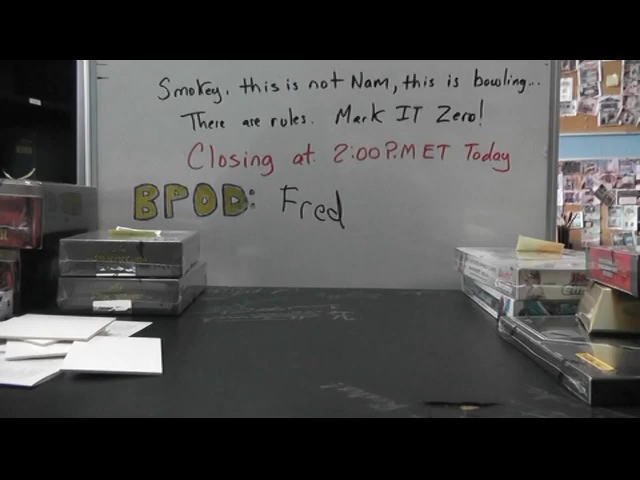 Smokey, this is not Nam, this is bowling...
There are rules. Mark IT Zero!
Closing at 2:00 P.M ET Today
BPOD: Fred